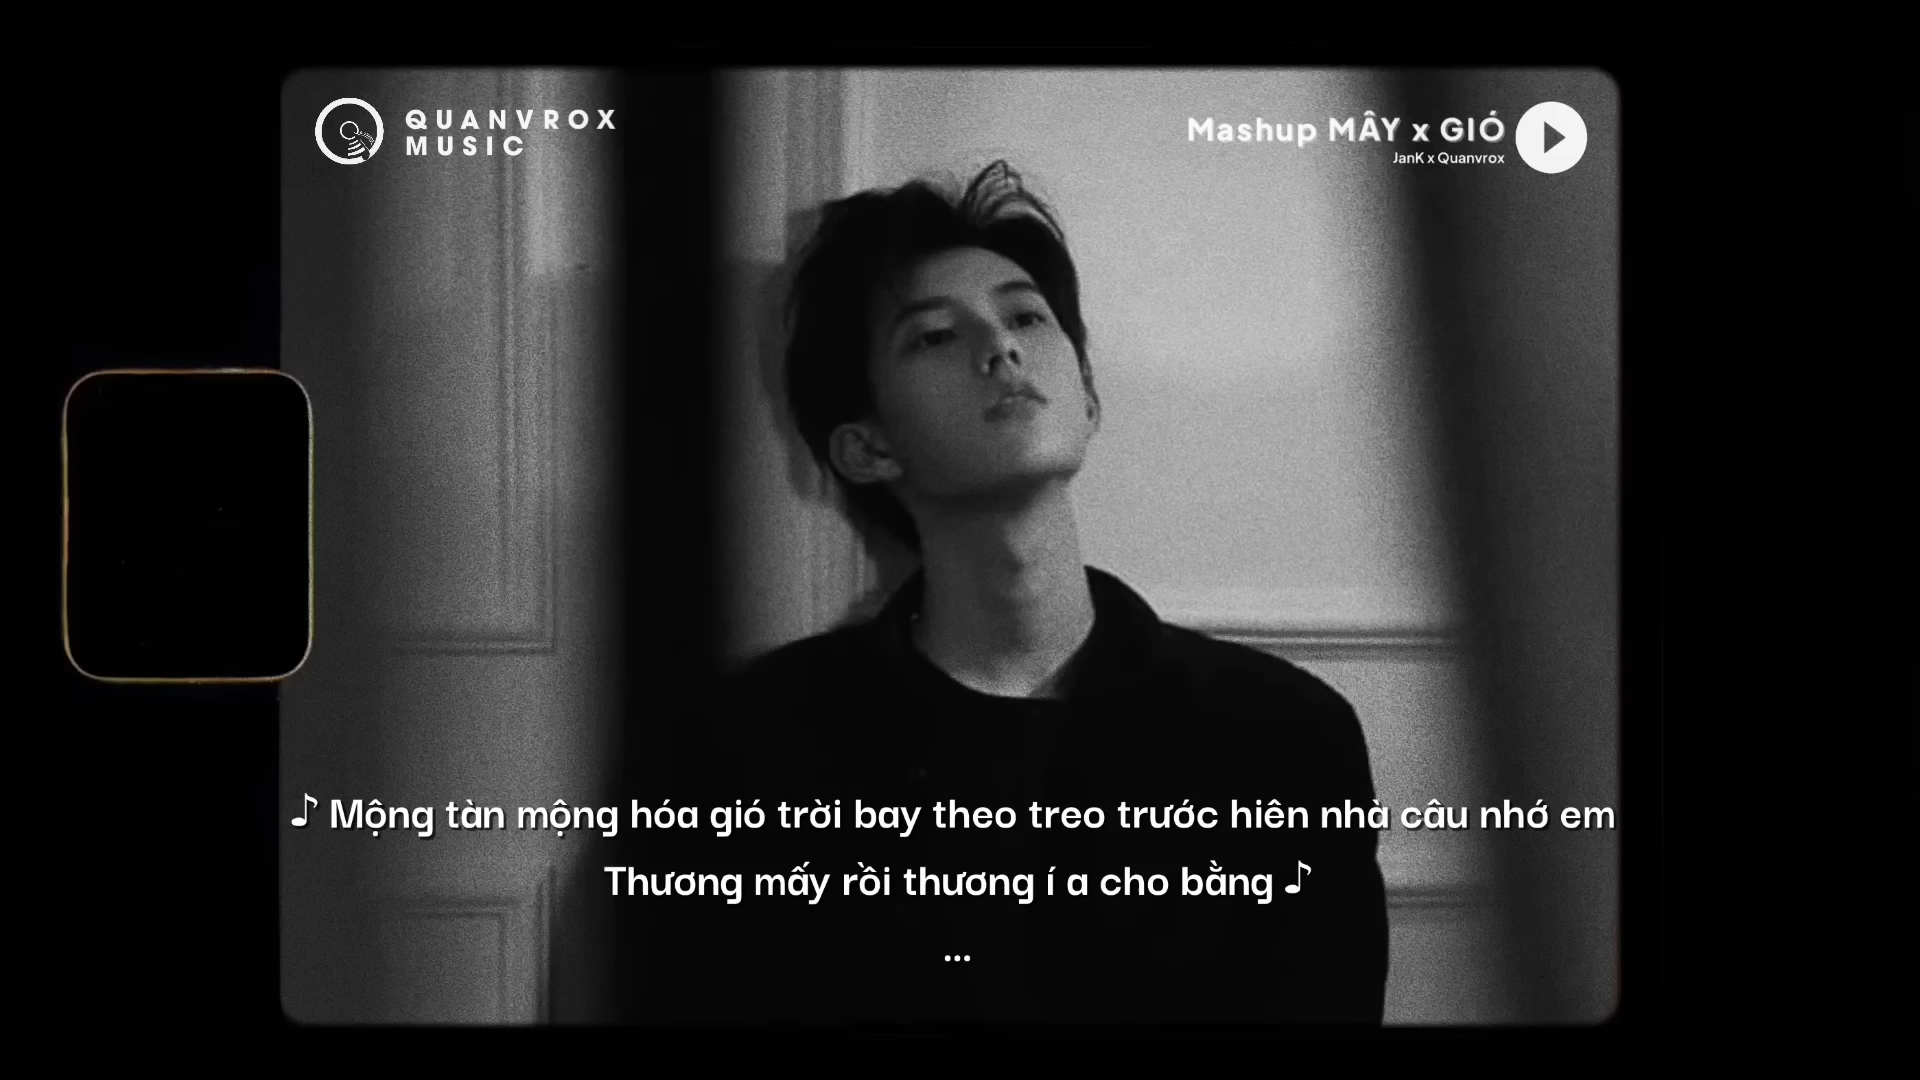 QUANVROX
MUSIC
Mashup MÂY x GIÓ
JanK x Quanvrox
♪ Mộng tàn mộng hóa gió trời bay theo treo trước hiên nhà câu nhớ em
Thương mấy rồi thương í a cho bằng ♪
...